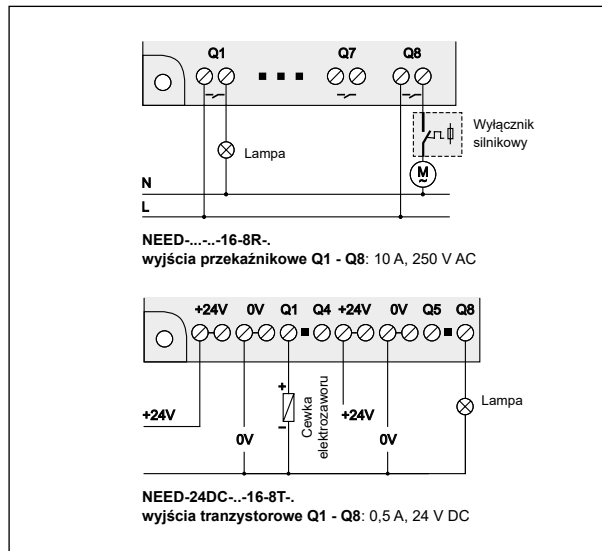 Q1 Q7 Q8
Wyłącznik
silnikowy
Lampa
M
~
N
L
NEED-...-..-16-8R-.
wyjścia przekaźnikowe Q1 - Q8: 10 A, 250 V AC
+24V 0V Q1 Q4 +24V 0V Q5 Q8
+
–
Cewka
elektrozaworu
Lampa
+24V +24V
0V 0V
NEED-24DC-..-16-8T-.
wyjścia tranzystorowe Q1 - Q8: 0,5 A, 24 V DC